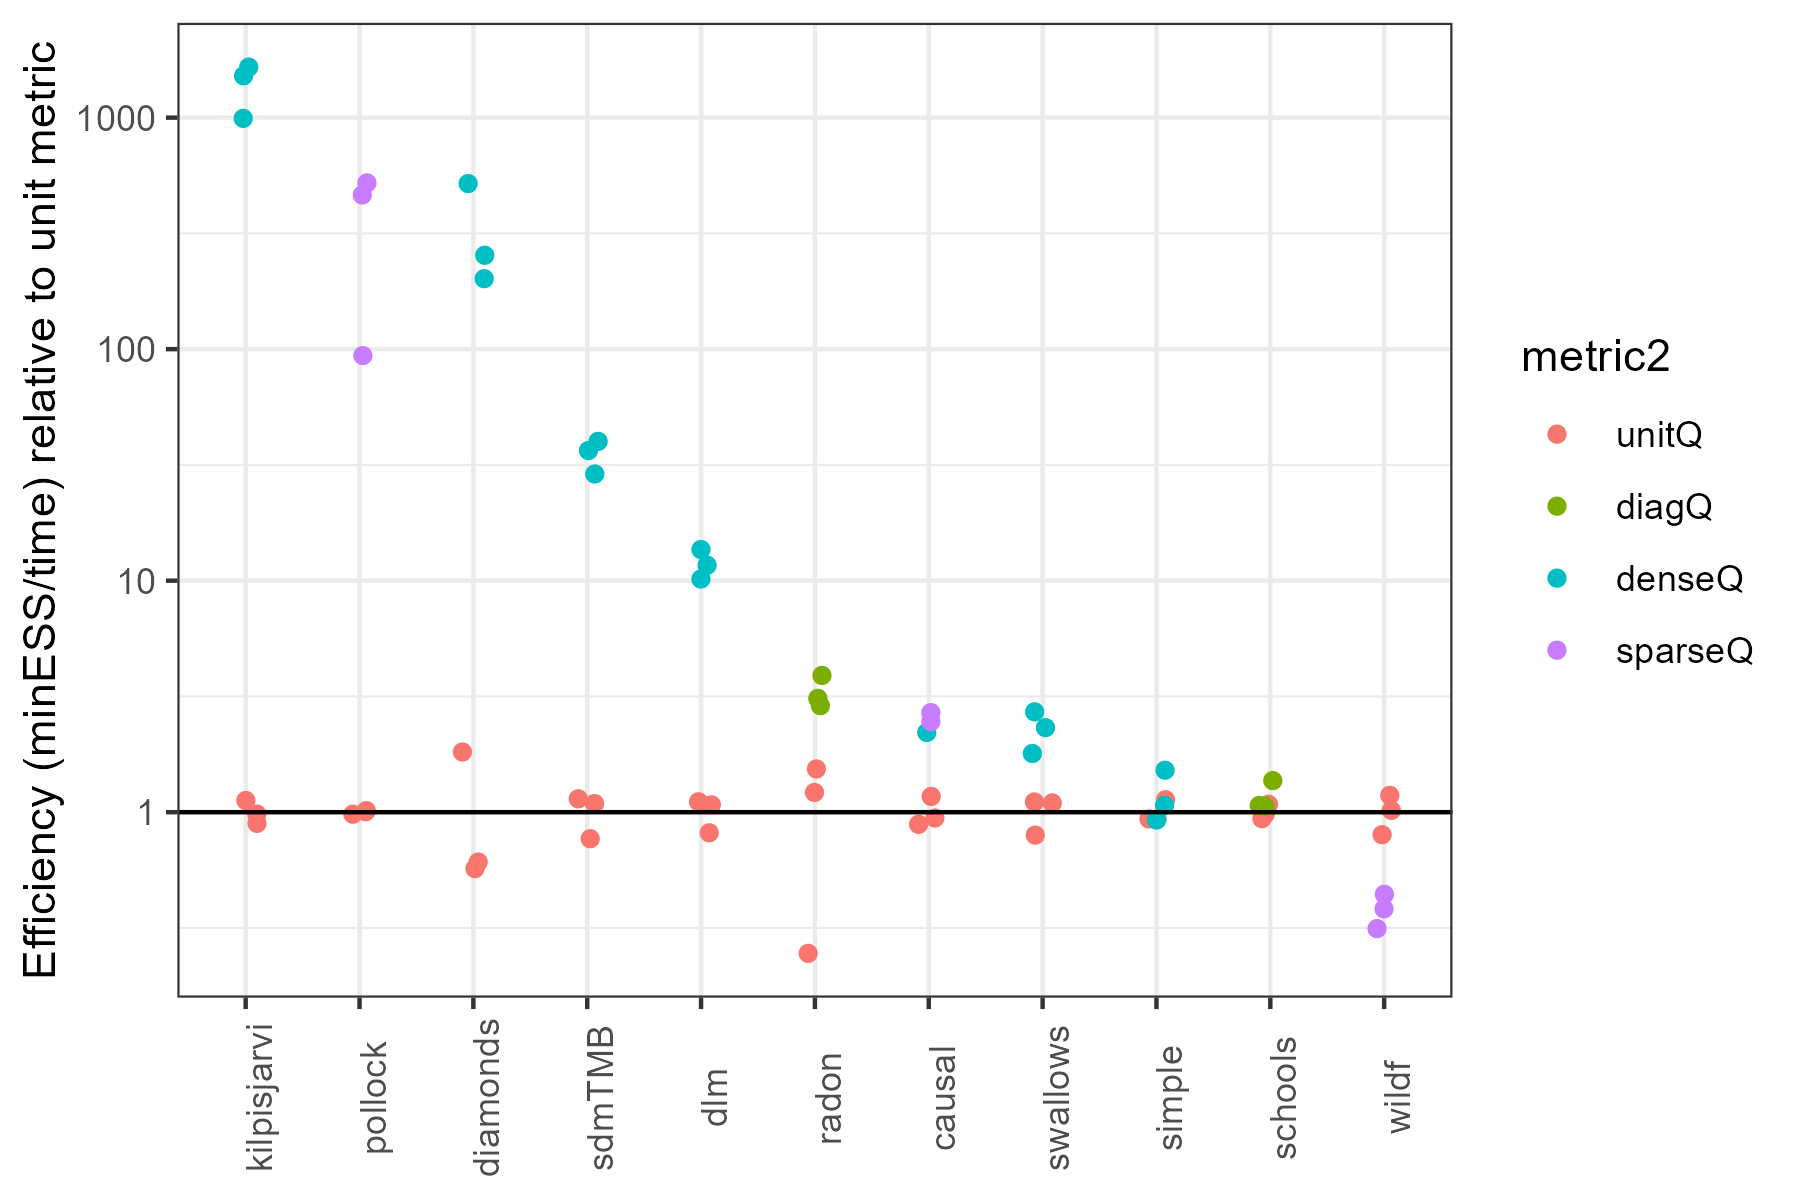 Efficiency (minESS/time) relative to unit metric
1000
100
10
1
kilpisjarvi
pollock
diamonds
sdmTMB
dlm
radon
causal
swallows
simple
schools
wildf
metric2
unitQ
diagQ
denseQ
sparseQ